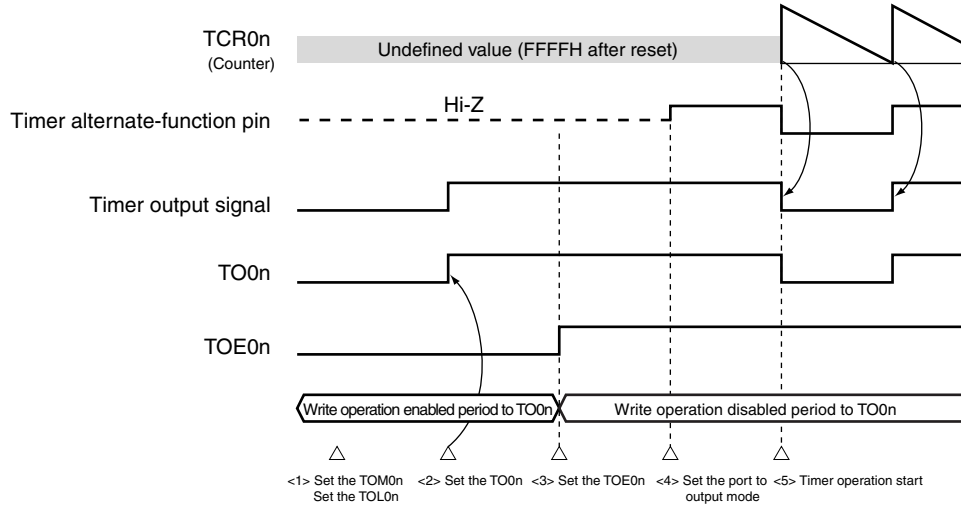 TCR0n
(Counter)
Undefined value (FFFFH after reset)
Hi-Z
Timer alternate-function pin
Timer output signal
TO0n
TOE0n
Write operation enabled period to TO0n
Write operation disabled period to TO0n
<1> Set the TOM0n
Set the TOL0n
<2> Set the TO0n
<3> Set the TOE0n
<4> Set the port to
output mode
<5> Timer operation start